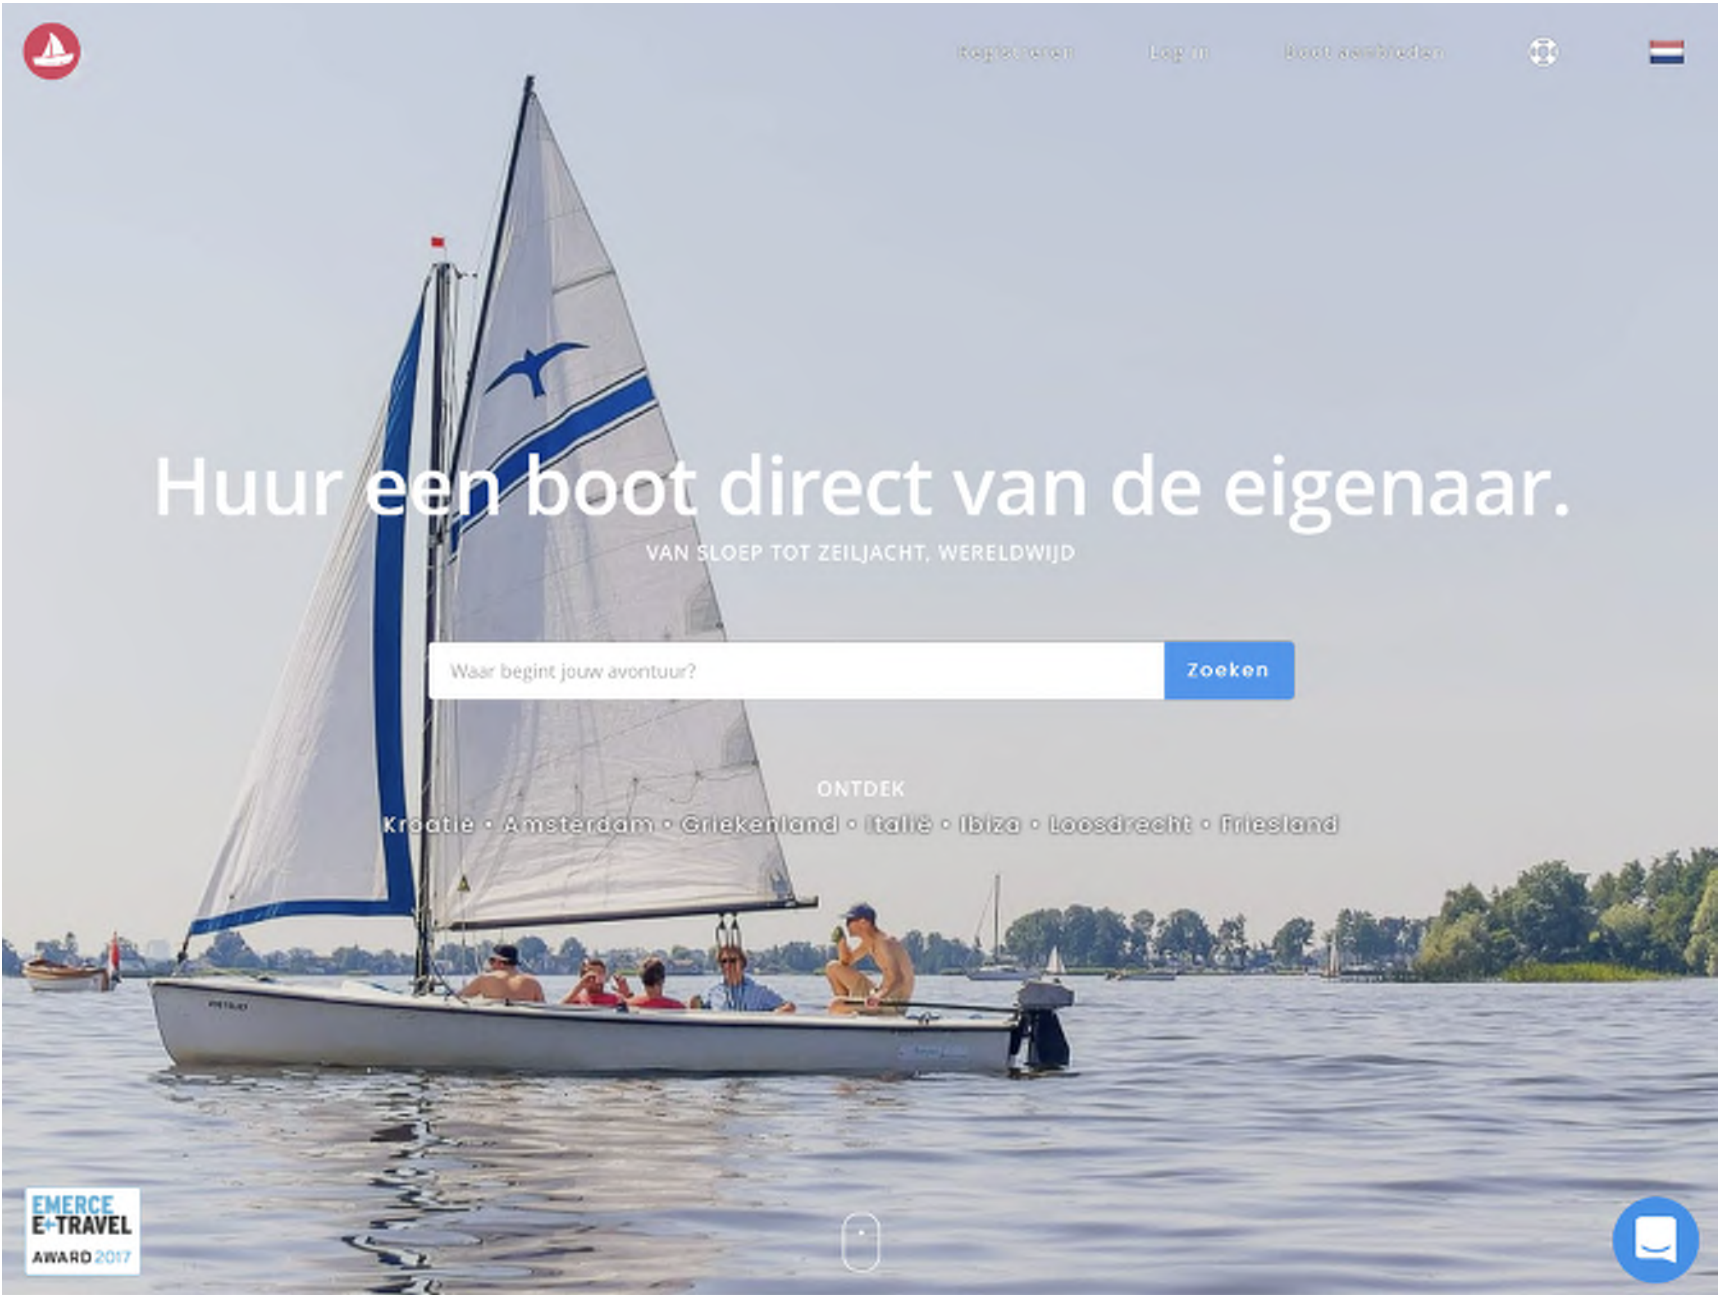 Registreren Log in Boot aanbieden
Huur een boot direct van de eigenaar.
VAN SLOEP TOT ZEILJACHT, WERELDWIJD
Waar begint jouw avontuur? Zoeken
ONTDEK
Kroatië • Amsterdam • Griekenland • Italië • Ibiza • Loosdrecht • Friesland
EMERCE
E+TRAVEL
AWARD 2017